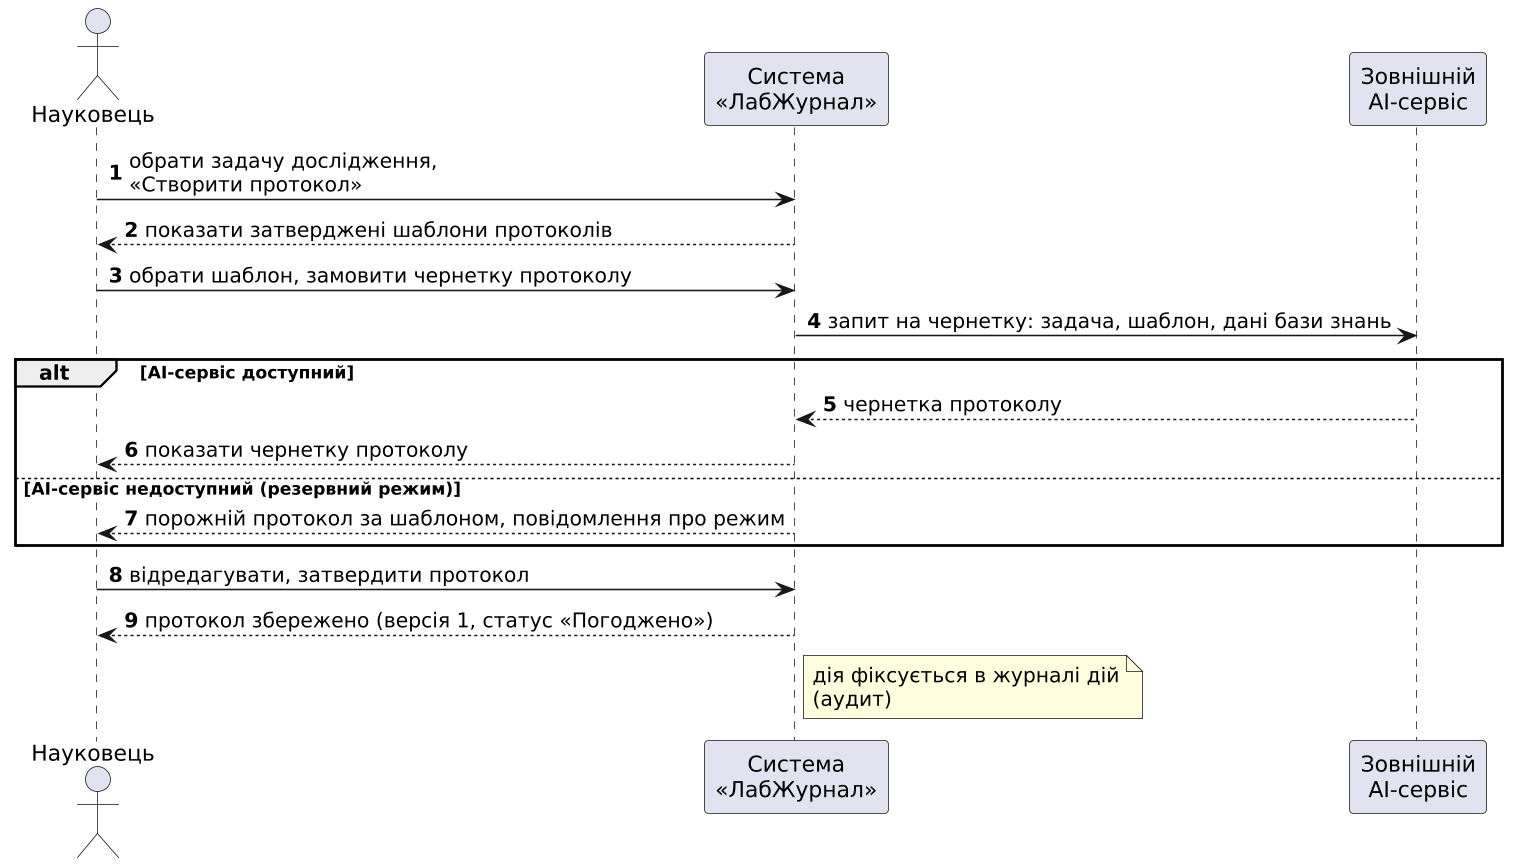 Науковець
Система
«ЛабЖурнал»
Зовнішній
AI-сервіс
1 обрати задачу дослідження,
«Створити протокол»
2 показати затверджені шаблони протоколів
3 обрати шаблон, замовити чернетку протоколу
4 запит на чернетку: задача, шаблон, дані бази знань
alt [AI-сервіс доступний]
5 чернетка протоколу
6 показати чернетку протоколу
[AI-сервіс недоступний (резервний режим)]
7 порожній протокол за шаблоном, повідомлення про режим
8 відредагувати, затвердити протокол
9 протокол збережено (версія 1, статус «Погоджено»)
дія фіксується в журналі дій
(аудит)
Науковець
Система
«ЛабЖурнал»
Зовнішній
AI-сервіс